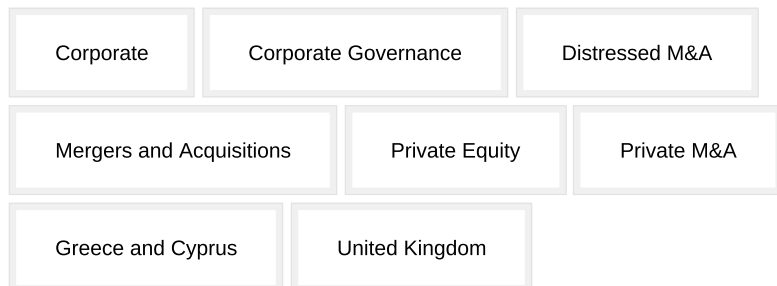 Corporate Corporate Governance Distressed M&A
Mergers and Acquisitions Private Equity Private M&A
Greece and Cyprus United Kingdom